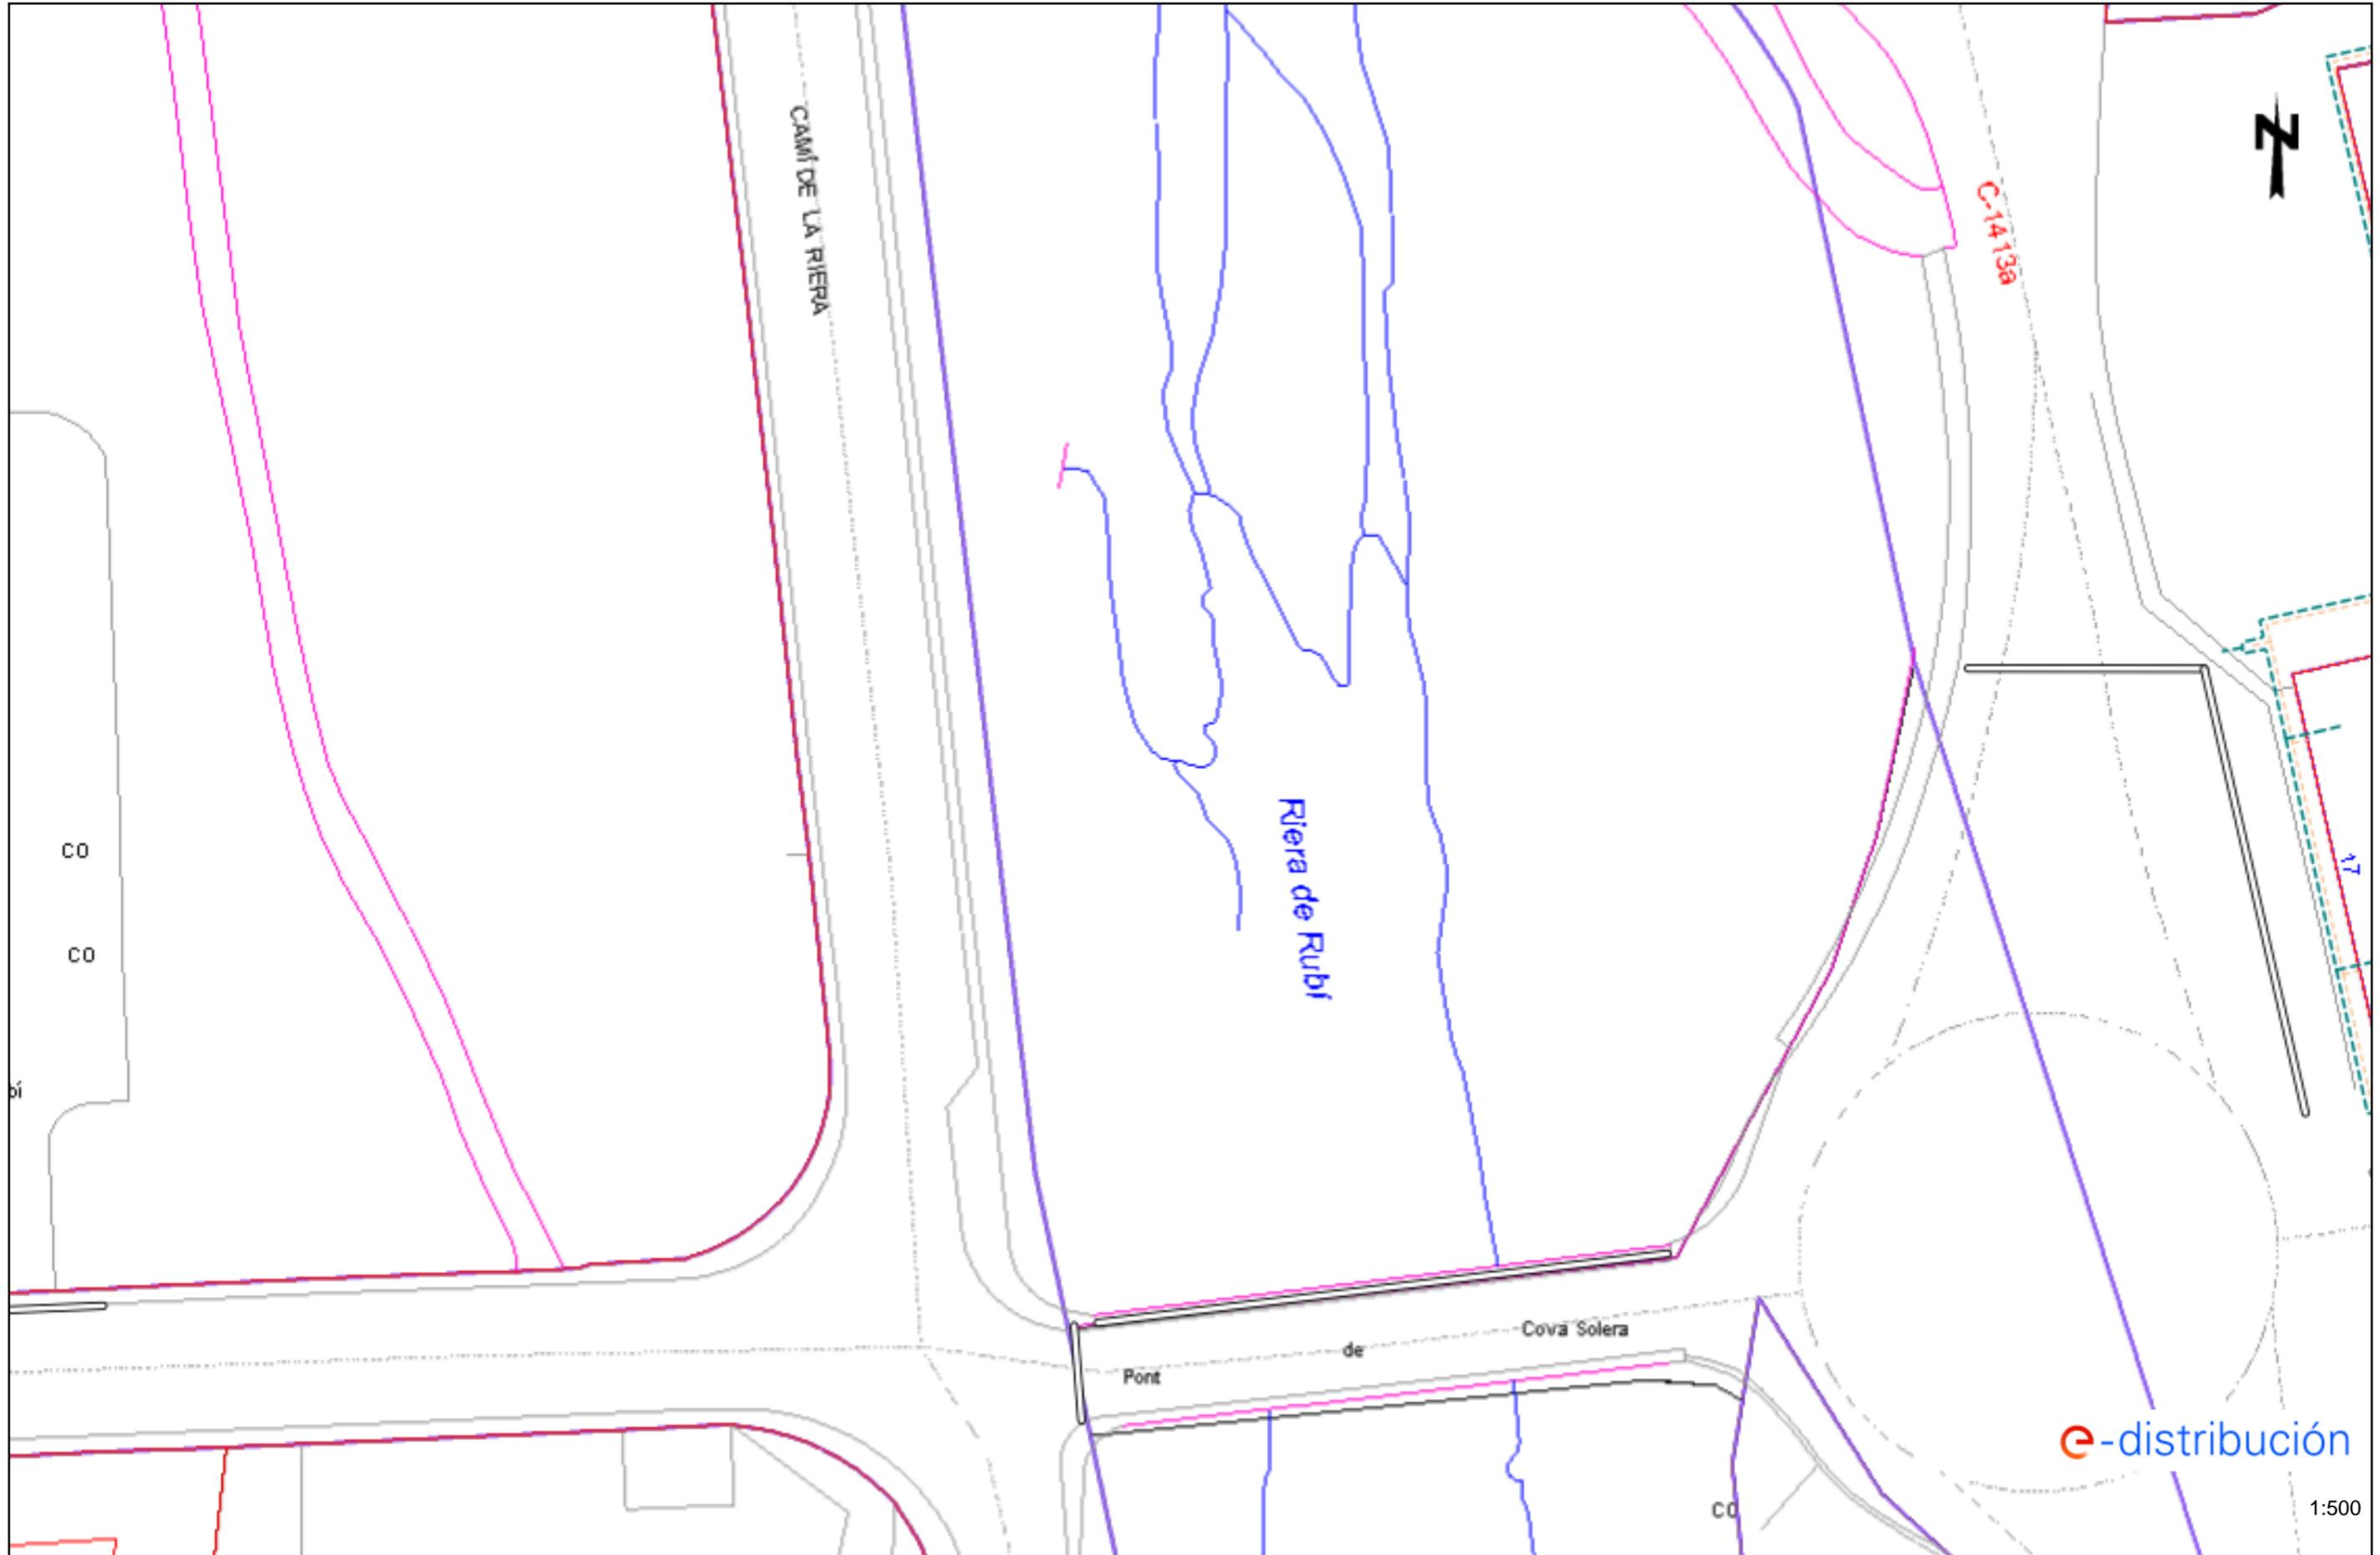 CAMÍ DE LA RIERA
N
C-1413a
CO
17
Riera de Rubí
CO
bí
Cova Solera
de
Pont
e-distribución
CO
1:500